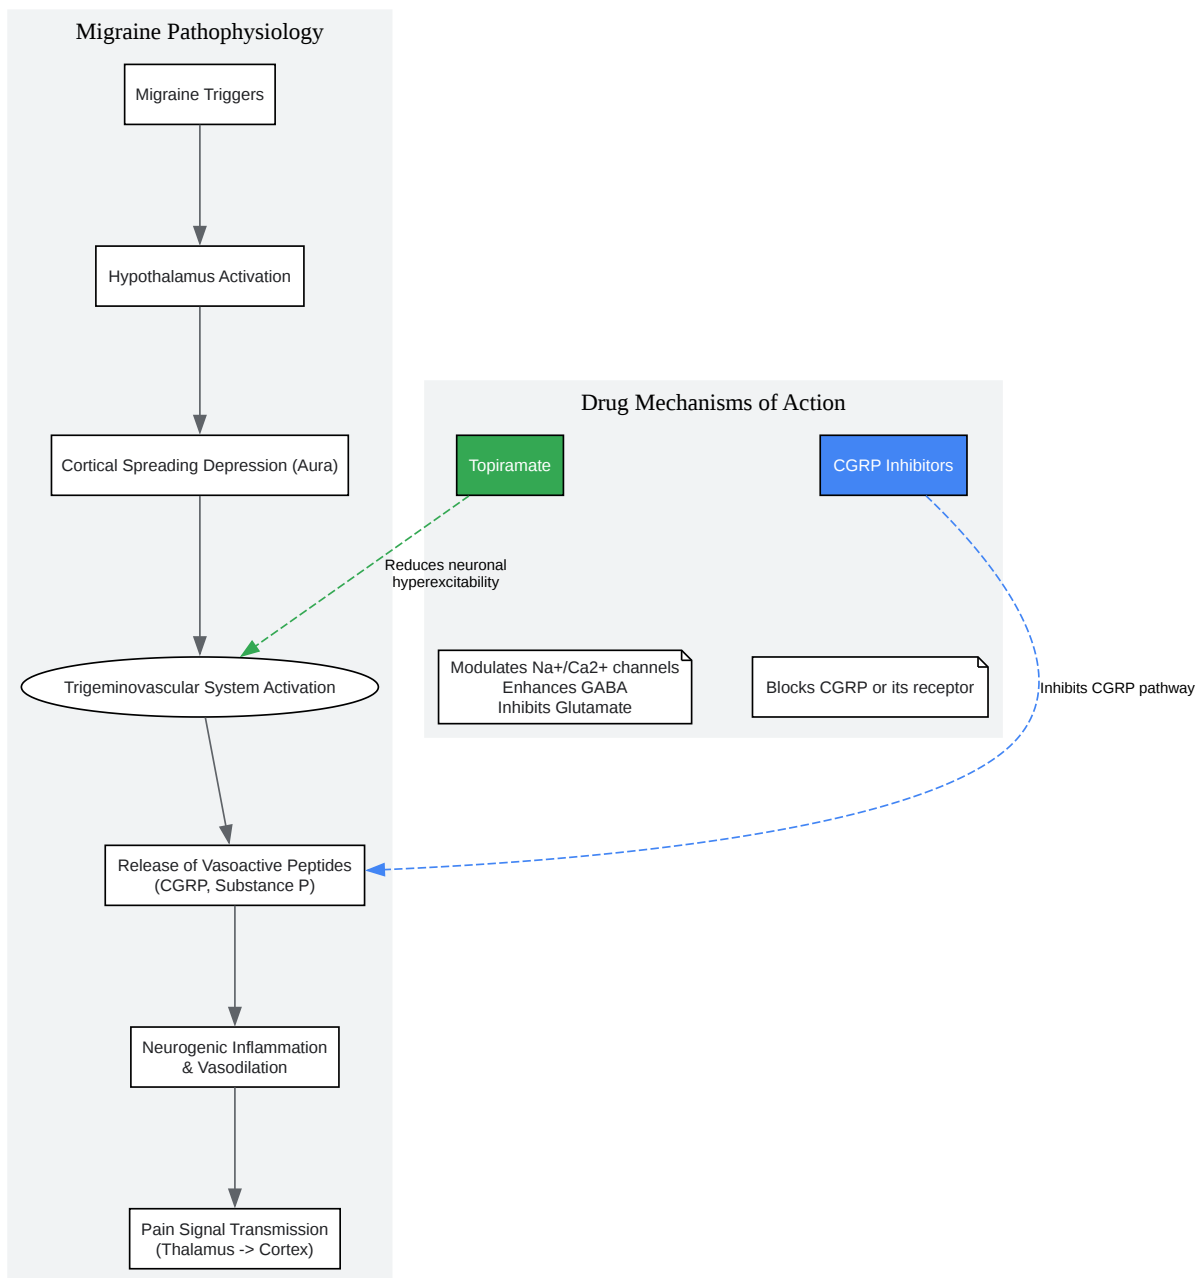 Migraine Pathophysiology
Migraine Triggers
Hypothalamus Activation
Cortical Spreading Depression (Aura)
Trigeminovascular System Activation
Release of Vasoactive Peptides
(CGRP, Substance P)
Neurogenic Inflammation
& Vasodilation
Pain Signal Transmission
(Thalamus -> Cortex)
Drug Mechanisms of Action
Topiramate
CGRP Inhibitors
Reduces neuronal
hyperexcitability
Modulates Na+/Ca2+ channels
Enhances GABA
Inhibits Glutamate
Blocks CGRP or its receptor
Inhibits CGRP pathway